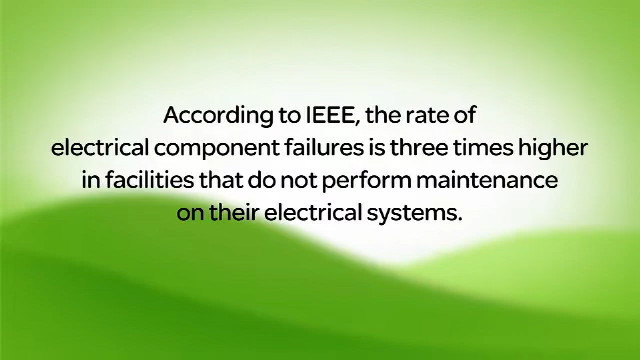 According to IEEE, the rate of
electrical component failures is three times higher
in facilities that do not perform maintenance
on their electrical systems.